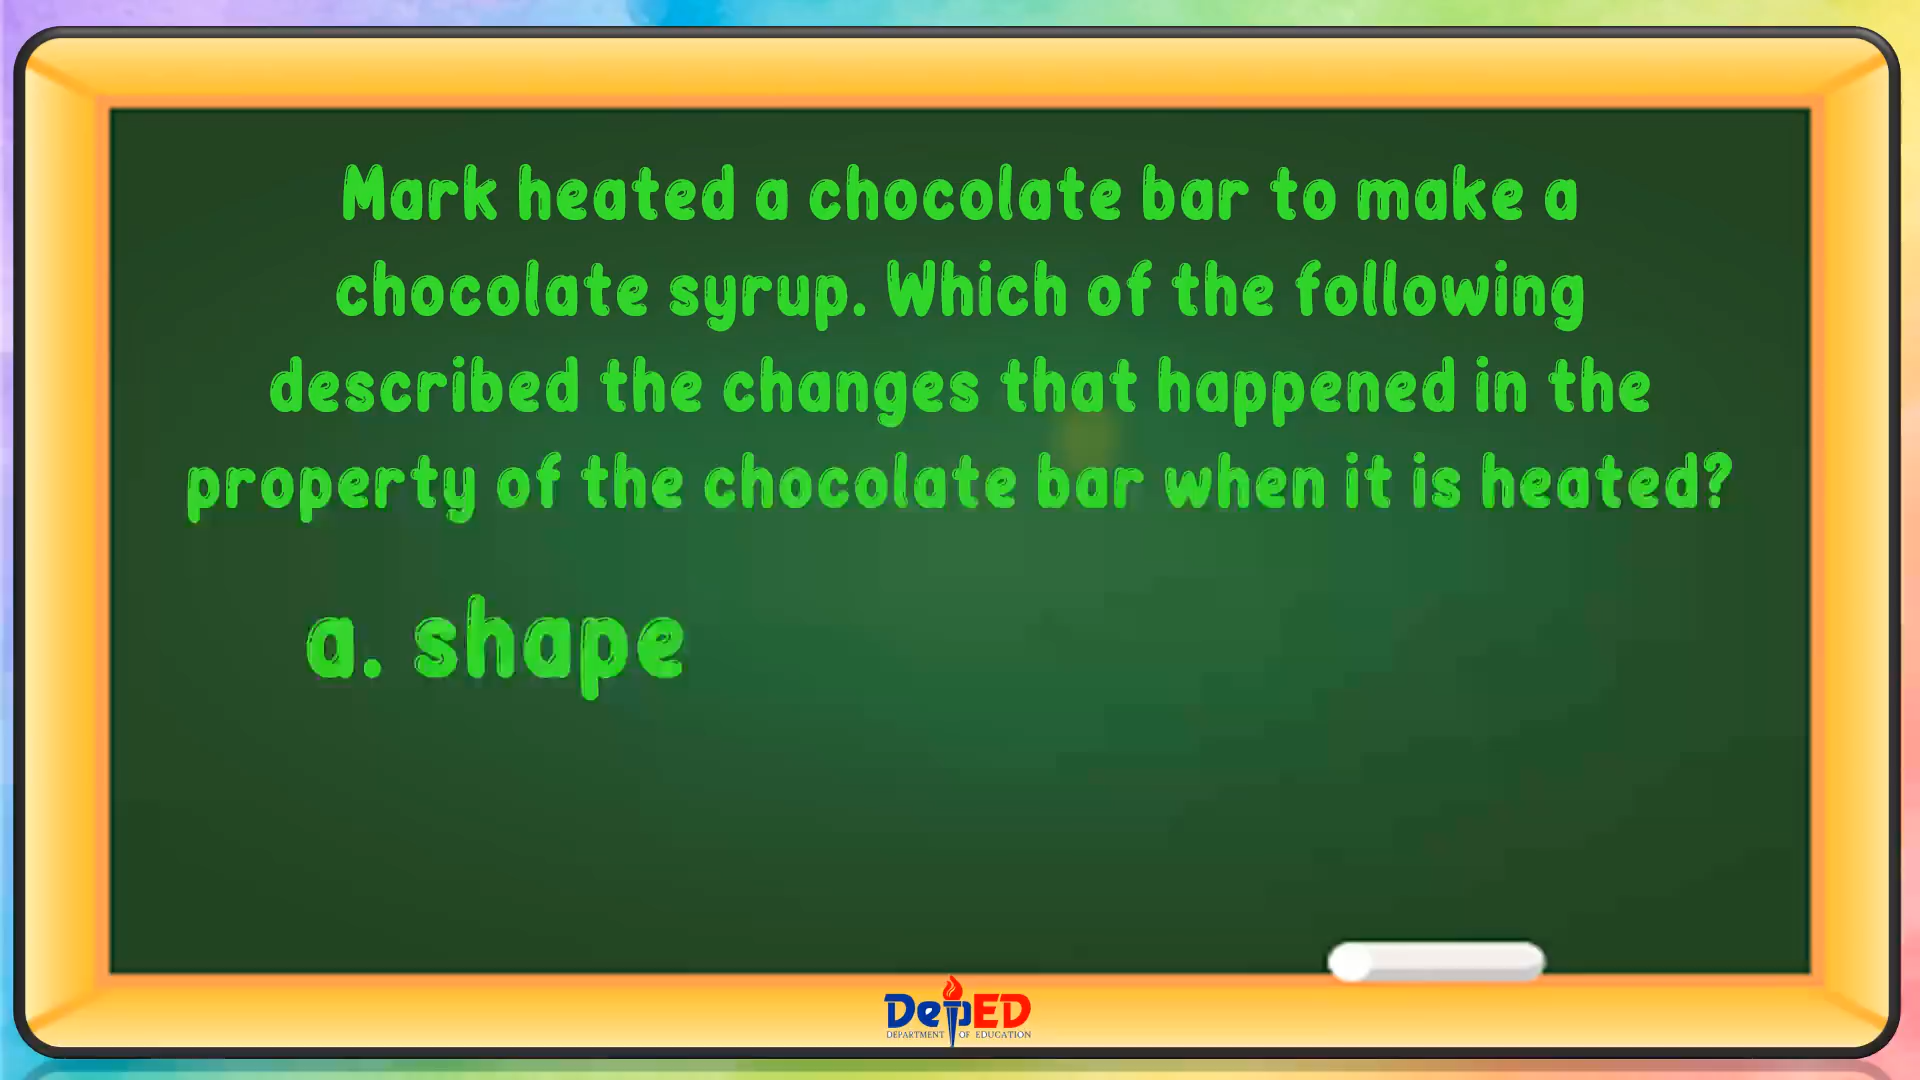 Mark heated a chocolate bar to make a
chocolate syrup. Which of the following
described the changes that happened in the
property of the chocolate bar when it is heated?
a. shape
DepED
DEPARTMENT OF EDUCATION